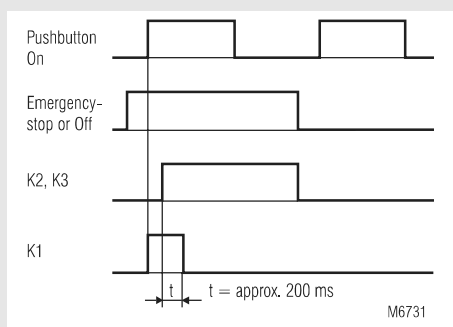 Pushbutton
On
Emergency-
stop or Off
K2, K3
K1
t
t = approx. 200 ms
M6731